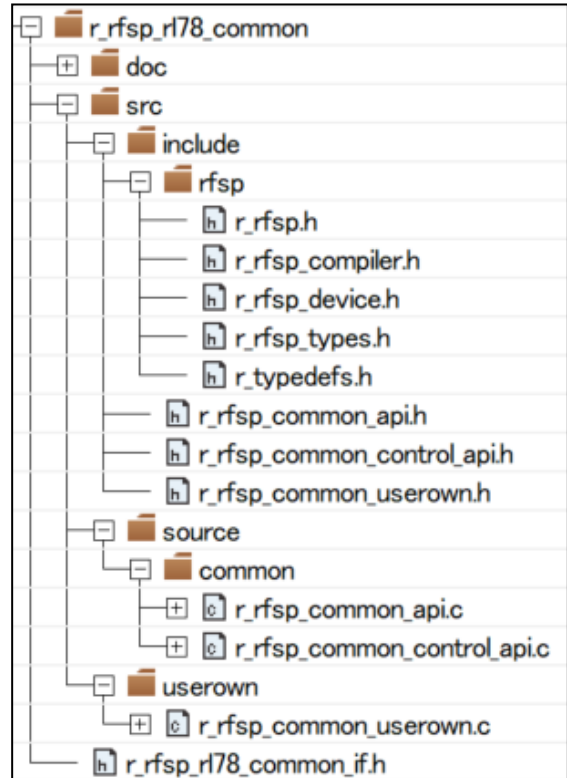 r_rfsp_rl78_common
doc
src
include
rfsp
r_rfsp.h
r_rfsp_compiler.h
r_rfsp_device.h
r_rfsp_types.h
r_typedefs.h
r_rfsp_common_api.h
r_rfsp_common_control_api.h
r_rfsp_common_userown.h
source
common
r_rfsp_common_api.c
r_rfsp_common_control_api.c
userown
r_rfsp_common_userown.c
r_rfsp_rl78_common_if.h